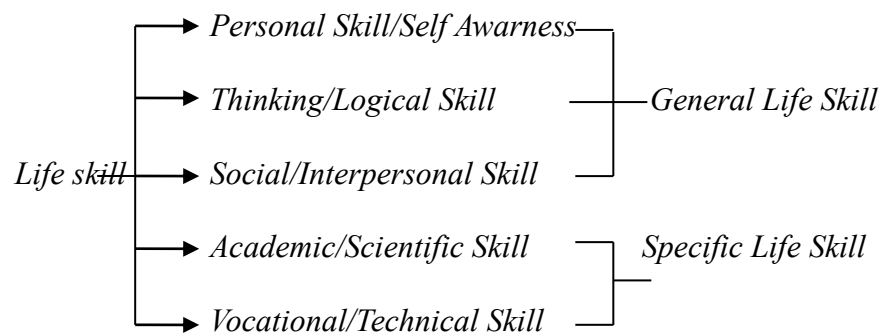 Personal Skill/Self Awarness
Thinking/Logical Skill
General Life Skill
Life skill
Social/Interpersonal Skill
Academic/Scientific Skill
Specific Life Skill
Vocational/Technical Skill